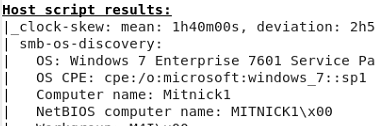 Host script results:
|_clock-skew: mean: 1h40m00s, deviation: 2h5
| smb-os-discovery:
|   OS: Windows 7 Enterprise 7601 Service Pa
|   OS CPE: cpe:/o:microsoft:windows_7::sp1
|   Computer name: Mitnick1
|   NetBIOS computer name: MITNICK1\x00